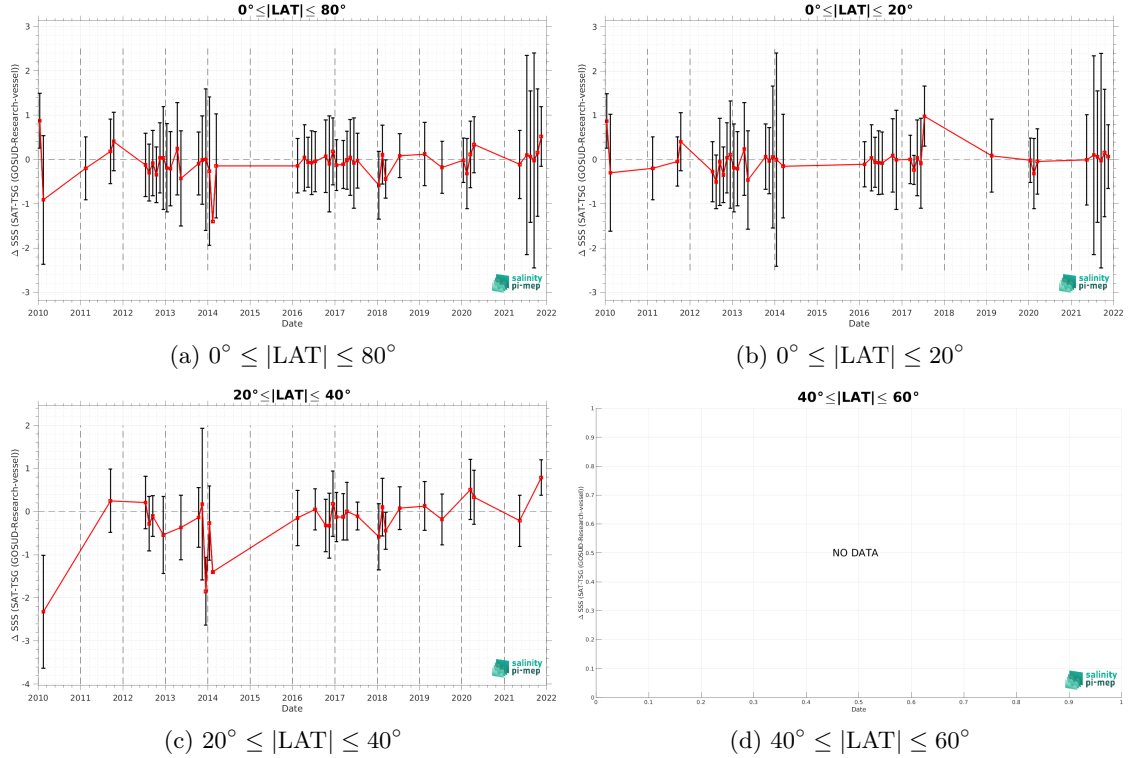 0°≤|LAT|≤ 80°
Δ SSS (SAT-TSG (GOSUD-Research-vessel))
3
2
1
0
-1
-2
-3
2010 2011 2012 2013 2014 2015 2016 2017 2018 2019 2020 2021 2022
Date
salinity
pi-mep
(a) 0° ≤ |LAT| ≤ 80°
0°≤|LAT|≤ 20°
Δ SSS (SAT-TSG (GOSUD-Research-vessel))
3
2
1
0
-1
-2
-3
2010 2011 2012 2013 2014 2015 2016 2017 2018 2019 2020 2021 2022
Date
salinity
pi-mep
(b) 0° ≤ |LAT| ≤ 20°
20°≤|LAT|≤ 40°
Δ SSS (SAT-TSG (GOSUD-Research-vessel))
2
1
0
-1
-2
-3
-4
2010 2011 2012 2013 2014 2015 2016 2017 2018 2019 2020 2021 2022
Date
salinity
pi-mep
(c) 20° ≤ |LAT| ≤ 40°
40°≤|LAT|≤ 60°
Δ SSS (SAT-TSG (GOSUD-Research-vessel))
1
0.9
0.8
0.7
0.6
0.5
0.4
0.3
0.2
0.1
0
NO DATA
0 0.1 0.2 0.3 0.4 0.5 0.6 0.7 0.8 0.9 1
Date
salinity
pi-mep
(d) 40° ≤ |LAT| ≤ 60°